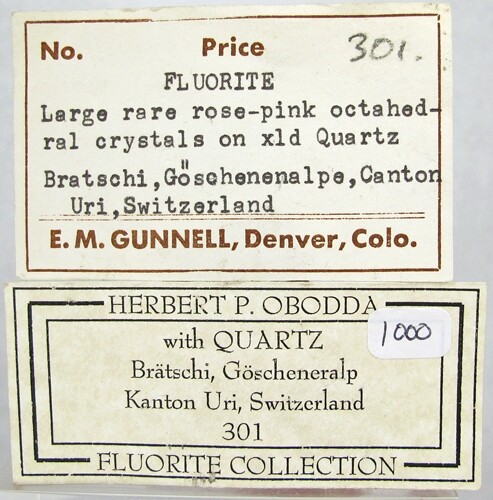 No. Price 301.
FLUORITE
Large rare rose-pink octahed-
ral crystals on xld Quartz
Bratschi, Göschenenalpe, Canton
Uri, Switzerland
E. M. GUNNELL, Denver, Colo.
HERBERT P. OBODDA
1000
with QUARTZ
Brätschi, Göscheneralp
Kanton Uri, Switzerland
301
FLUORITE COLLECTION